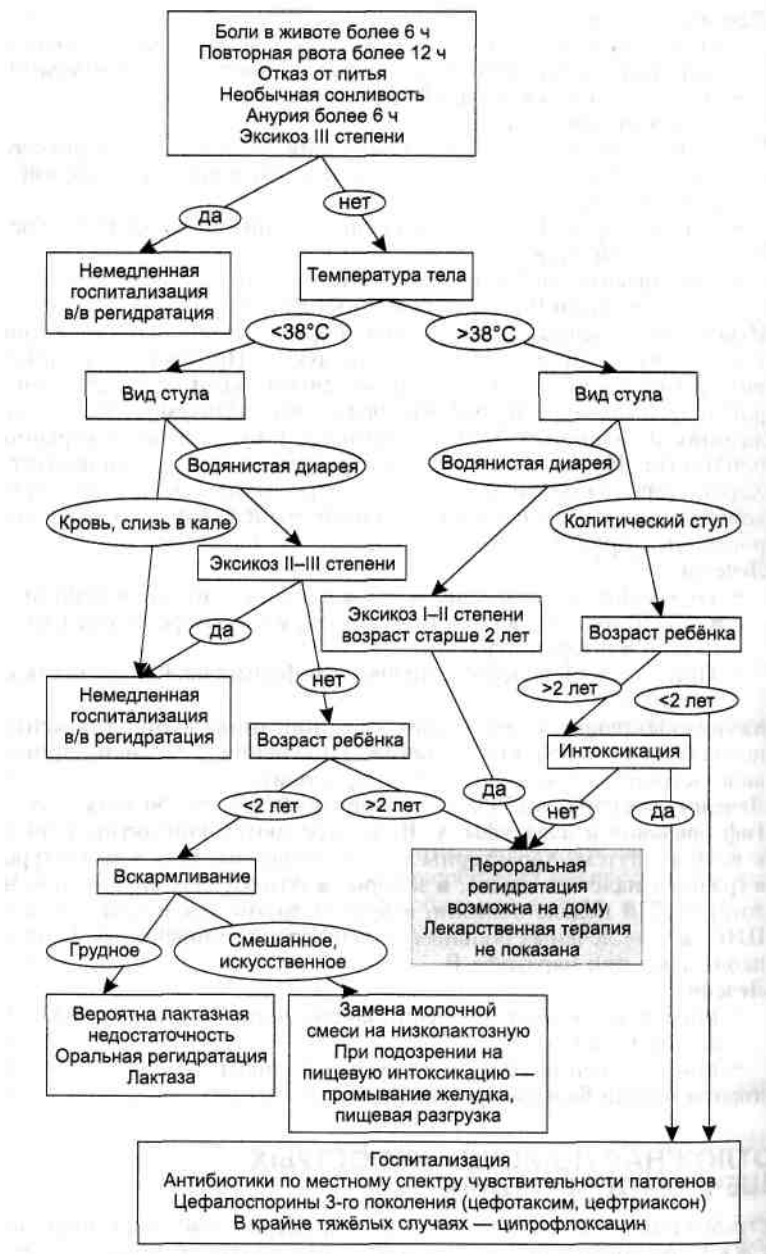 Боли в животе более 6 ч
Повторная рвота более 12 ч
Отказ от питья
Необычная сонливость
Анурия более 6 ч
Эксикоз III степени
да
нет
Немедленная
госпитализация
в/в регидратация
Температура тела
<38°C
>38°C
Вид стула
Вид стула
Водянистая диарея
Водянистая диарея
Кровь, слизь в кале
Колитический стул
Эксикоз II–III степени
Эксикоз I–II степени
возраст старше 2 лет
Возраст ребёнка
да
нет
>2 лет
<2 лет
Немедленная
госпитализация
в/в регидратация
Возраст ребёнка
Интоксикация
<2 лет
>2 лет
да
нет
да
Вскармливание
Пероральная
регидратация
возможна на дому
Лекарственная терапия
не показана
Грудное
Смешанное,
искусственное
Вероятна лактазная
недостаточность
Оральная регидратация
Лактаза
Замена молочной
смеси на низколактозную
При подозрении на
пищевую интоксикацию —
промывание желудка,
пищевая разгрузка
Госпитализация
Антибиотики по местному спектру чувствительности патогенов
Цефалоспорины 3-го поколения (цефотаксим, цефтриаксон)
В крайне тяжёлых случаях — ципрофлоксацин